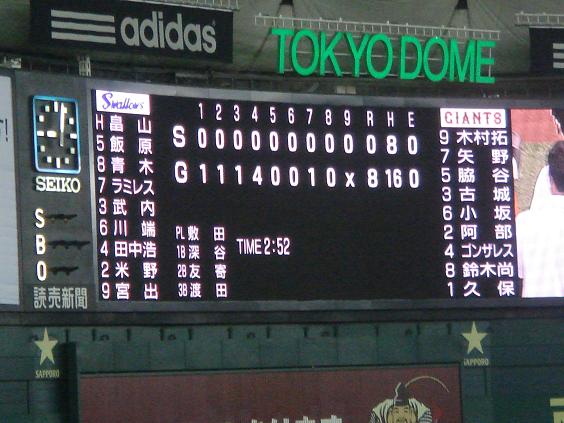 adidas
TOKYO DOME
Swallows
1 2 3 4 5 6 7 8 9 R H E
GIANTS
S 0 0 0 0 0 0 0 0 0 0 8 0
G 1 1 1 4 0 0 1 0 x 8 16 0
H 畠山
5 飯原
8 青木
7 ラミレス
3 武内
6 川端
4 田中浩
2 米野
9 宮出
PL 敷田
1B 深谷
2B 友寄
3B 渡田
TIME 2:52
9 木村拓
7 矢野
5 脇谷
3 古城
6 小坂
2 阿部
4 ゴンザレス
8 鈴木尚
1 久保
SEIKO
S
B
O
読売新聞
SAPPORO
SAPPORO